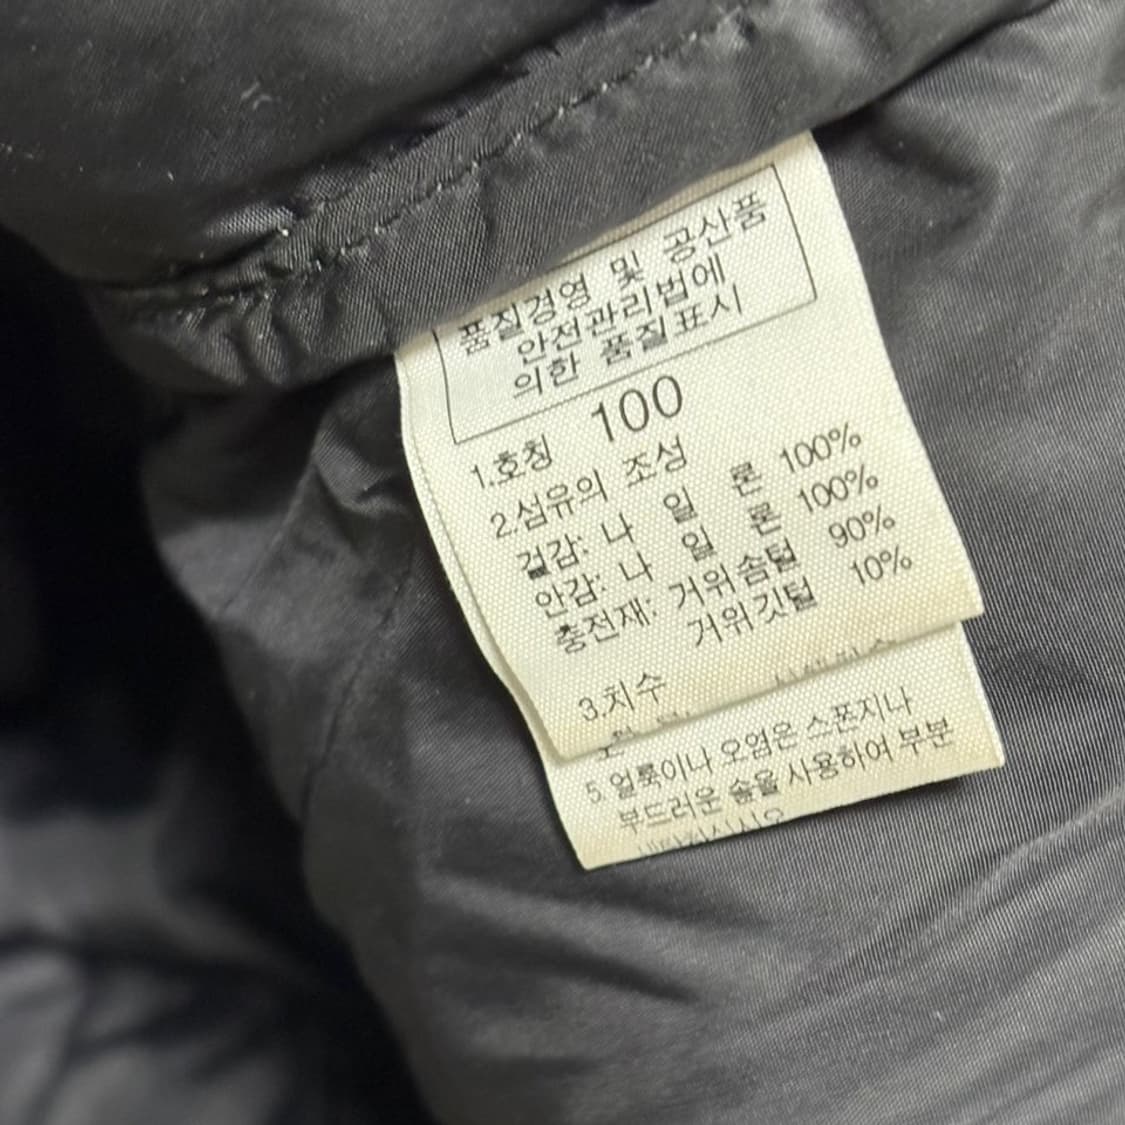 품질경영 및 공산품
안전관리법에
의한 품질표시
1.호칭 100
2.섬유의 조성
겉감: 나 일 론 100%
안감: 나 일 론 100%
충전재: 거위솜털 90%
거위깃털 10%
3.치수
5. 얼룩이나 오염은 스폰지나
부드러운 솔을 사용하여 부분